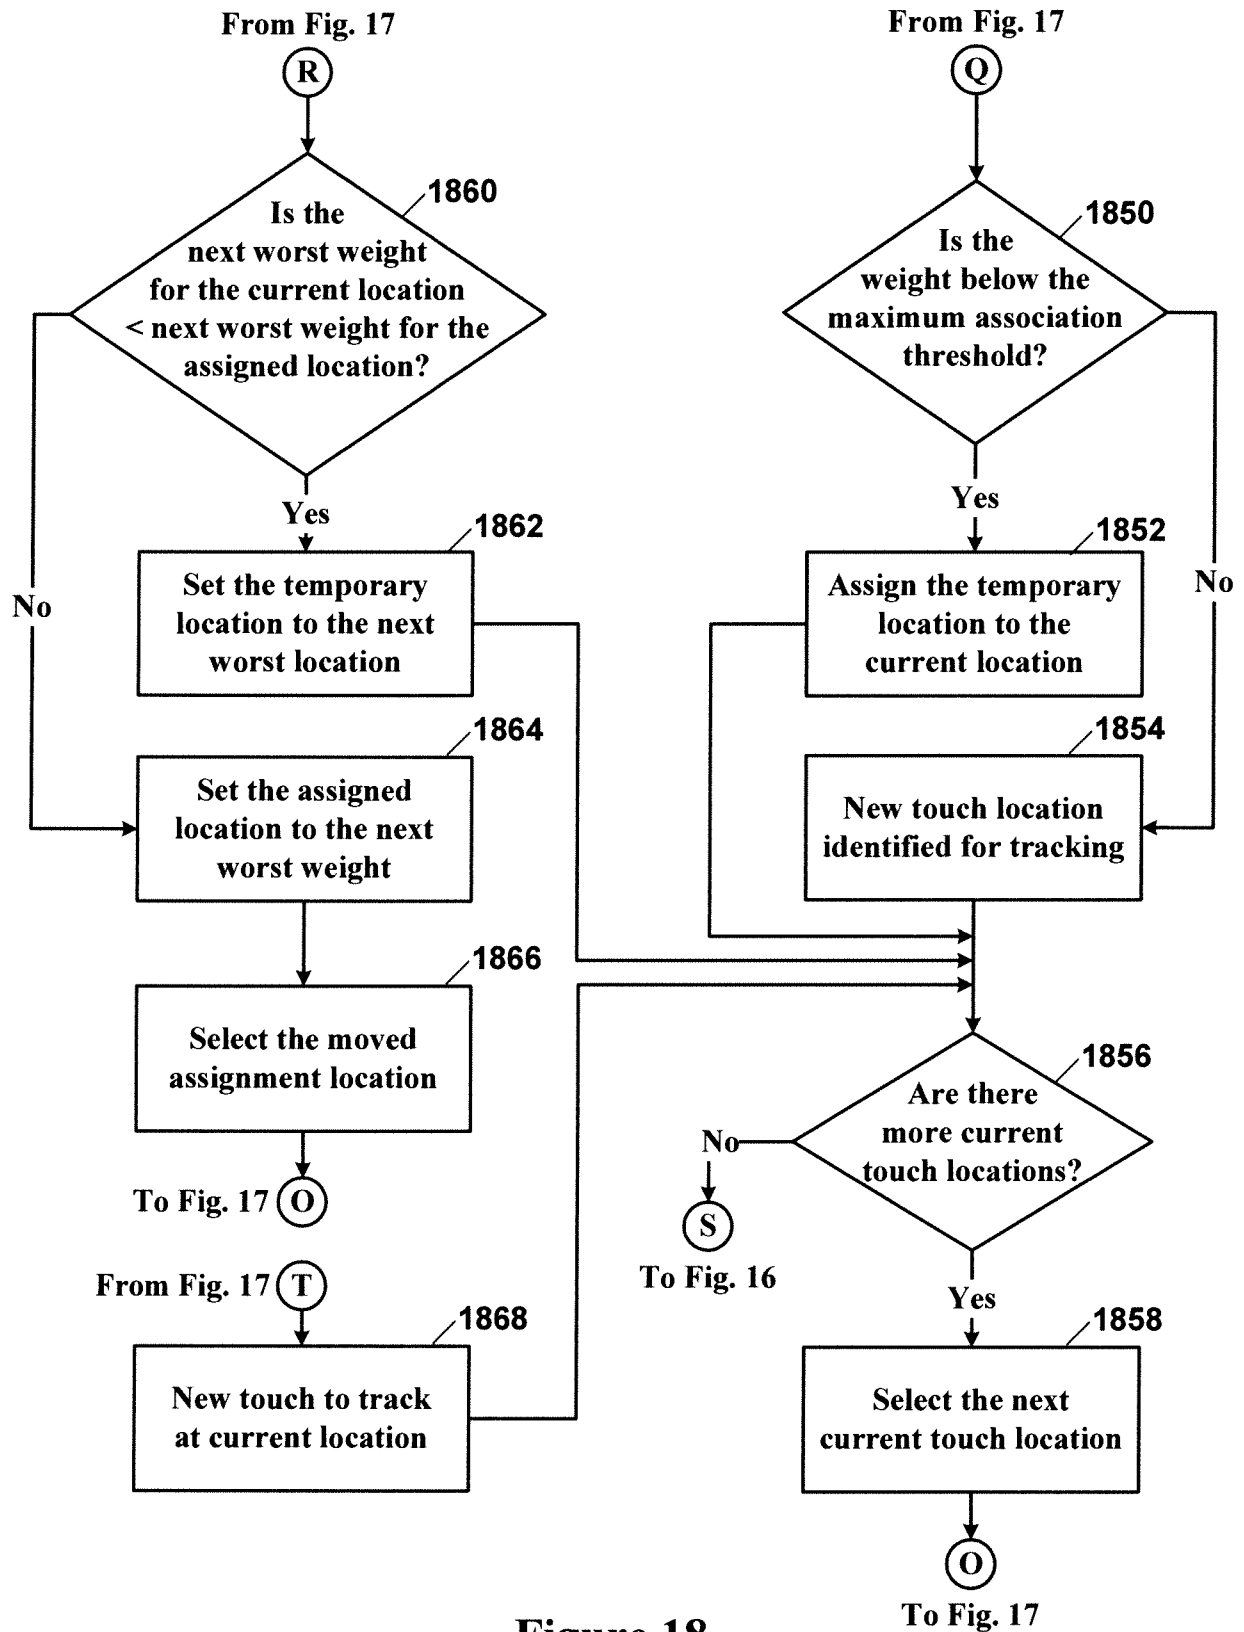 From Fig. 17
R
1860
Is the
next worst weight
for the current location
< next worst weight for the
assigned location?
Yes
No
1862
Set the temporary
location to the next
worst location
1864
Set the assigned
location to the next
worst weight
1866
Select the moved
assignment location
To Fig. 17 O
From Fig. 17 T
1868
New touch to track
at current location
From Fig. 17
Q
1850
Is the
weight below the
maximum association
threshold?
Yes
No
1852
Assign the temporary
location to the
current location
1854
New touch location
identified for tracking
1856
Are there
more current
touch locations?
No
S
To Fig. 16
Yes
1858
Select the next
current touch location
O
To Fig. 17
Figure 18